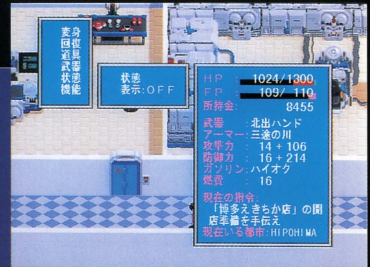 変身
回復
道具
武器
状態
機能
状態
表示:OFF
HP 1024/1300
FP 109/ 110
所持金: 8455
武器 :北出ハンド
アーマー:三途の川
攻撃力 : 14+106
防御力 : 16+214
ガソリン:ハイオク
燃費 : 16
現在の指令:
「博多えきちか店」の開
店準備を手伝え
現在いる都市:HIPOHIMA